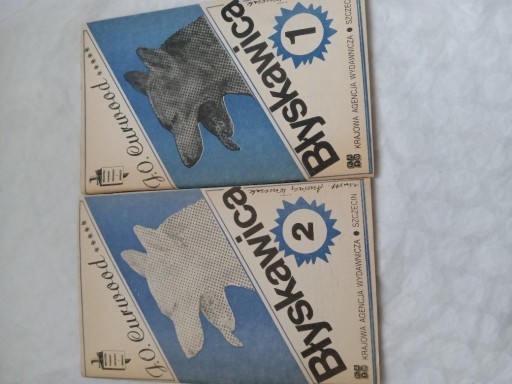 J.O. Curwood
Błyskawica
1
KRAJOWA AGENCJA WYDAWNICZA ● SZCZECIN
J.O. Curwood
Błyskawica
2
KRAJOWA AGENCJA WYDAWNICZA ● SZCZECIN